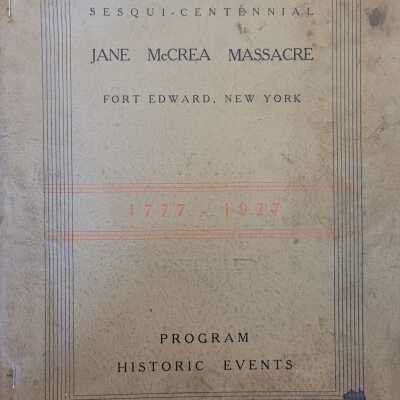 SESQUI-CENTENNIAL
JANE McCREA MASSACRE
FORT EDWARD, NEW YORK
1777 - 1927
PROGRAM
HISTORIC EVENTS